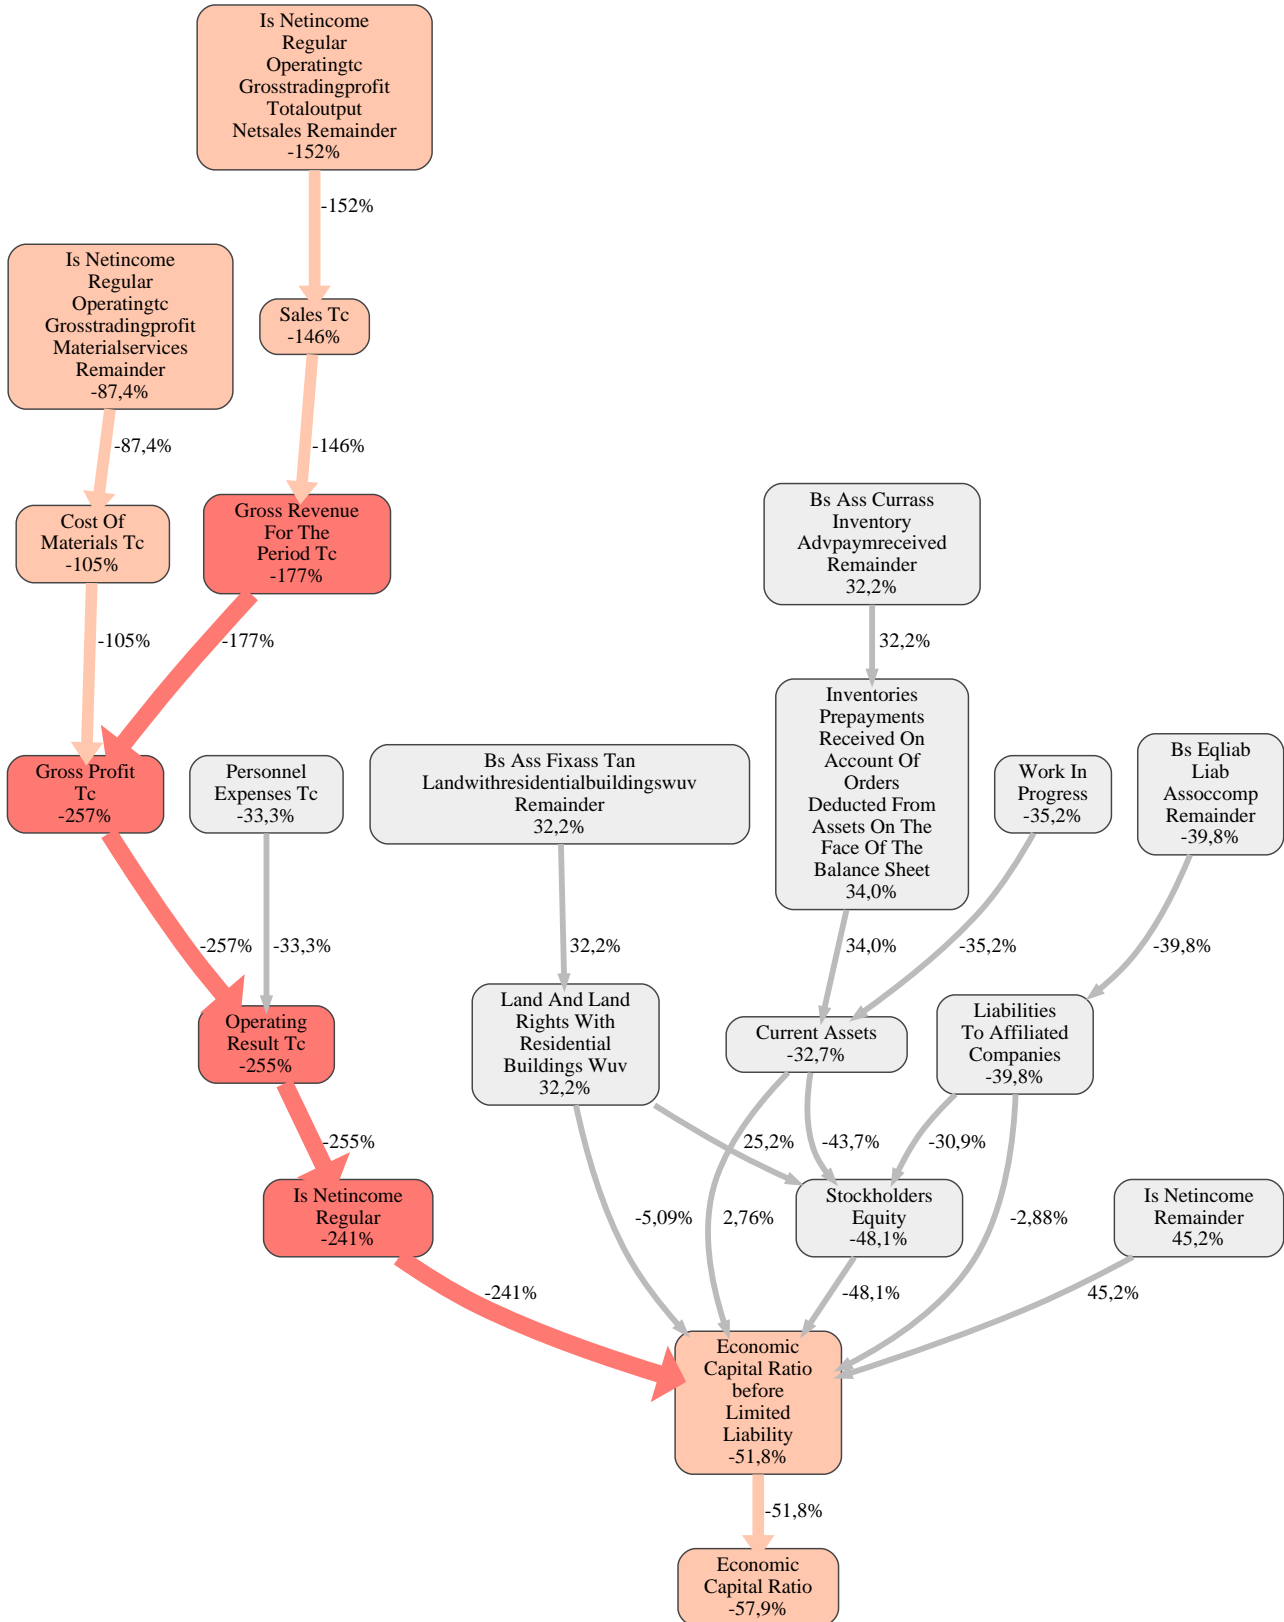 Is Netincome
Regular
Operatingtc
Grosstradingprofit
Totaloutput
Netsales Remainder
-152%
-152%
Is Netincome
Regular
Operatingtc
Grosstradingprofit
Materialservices
Remainder
-87,4%
Sales Tc
-146%
-87,4%
-146%
Cost Of
Materials Tc
-105%
Gross Revenue
For The
Period Tc
-177%
Bs Ass Currass
Inventory
Advpaymreceived
Remainder
32,2%
-105%
-177%
32,2%
Gross Profit
Tc
-257%
Personnel
Expenses Tc
-33,3%
Bs Ass Fixass Tan
Landwithresidentialbuildingswuv
Remainder
32,2%
Inventories
Prepayments
Received On
Account Of
Orders
Deducted From
Assets On The
Face Of The
Balance Sheet
34,0%
Work In
Progress
-35,2%
Bs Eqliab
Liab
Assoccomp
Remainder
-39,8%
-257%
-33,3%
32,2%
34,0%
-35,2%
-39,8%
Operating
Result Tc
-255%
Land And Land
Rights With
Residential
Buildings Wuv
32,2%
Current Assets
-32,7%
Liabilities
To Affiliated
Companies
-39,8%
-255%
25,2%
-43,7%
-30,9%
Is Netincome
Regular
-241%
-5,09%
2,76%
Stockholders
Equity
-48,1%
-2,88%
Is Netincome
Remainder
45,2%
-241%
-48,1%
45,2%
Economic
Capital Ratio
before
Limited
Liability
-51,8%
-51,8%
Economic
Capital Ratio
-57,9%